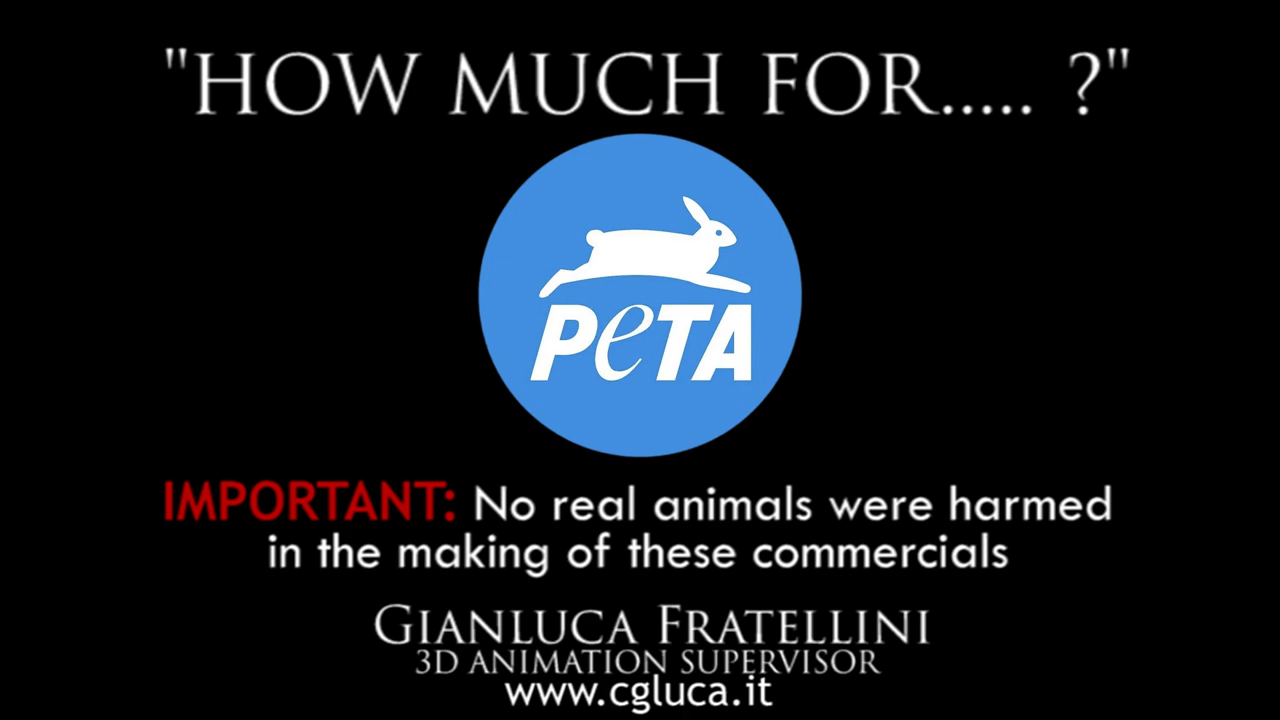 "HOW MUCH FOR..... ?"
PeTA
IMPORTANT: No real animals were harmed
in the making of these commercials
GIANLUCA FRATELLINI
3D ANIMATION SUPERVISOR
www.cgluca.it